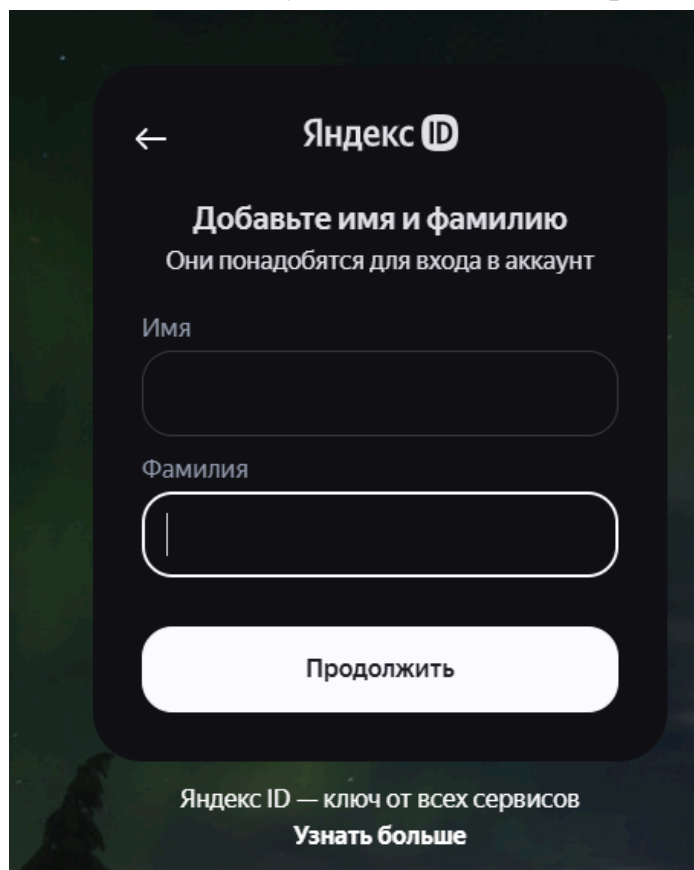 Яндекс ID
Добавьте имя и фамилию
Они понадобятся для входа в аккаунт
Имя
Фамилия
Продолжить
Яндекс ID — ключ от всех сервисов
Узнать больше